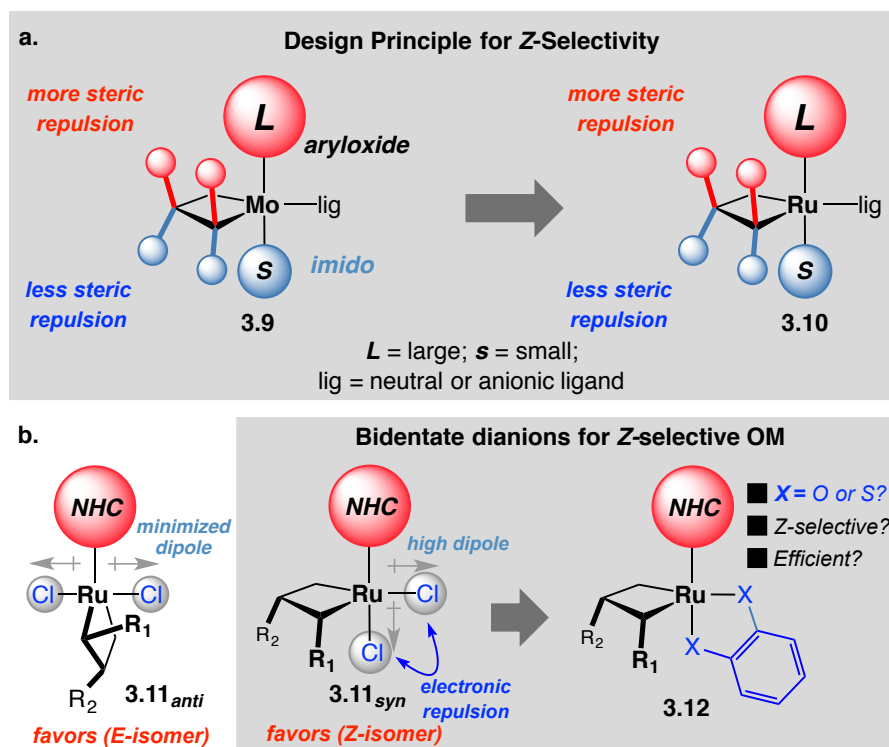 a.
Design Principle for Z-Selectivity
more steric
repulsion
L
aryloxide
Mo
lig
S
imido
less steric
repulsion
3.9
more steric
repulsion
L
Ru
lig
S
less steric
repulsion
3.10
L = large; s = small;
lig = neutral or anionic ligand
b.
NHC
minimized
dipole
Cl
Ru
Cl
R1
R2
3.11anti
favors (E-isomer)
Bidentate dianions for Z-selective OM
NHC
high dipole
Ru
Cl
Cl
R2
R1
electronic
repulsion
3.11syn
favors (Z-isomer)
NHC
Ru
X
X
R2
R1
3.12
X = O or S?
Z-selective?
Efficient?